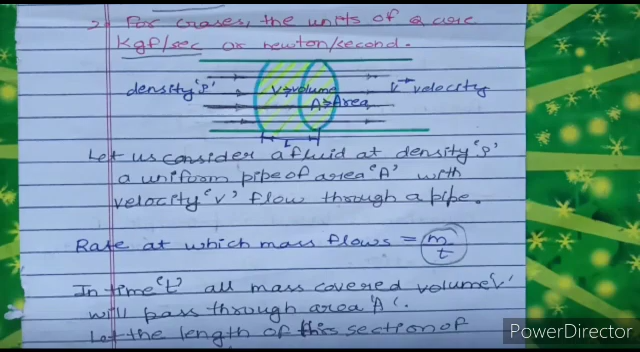 2) For Crases, the units of Q are
Kgf/sec or newton/second.
density 'ρ' V→volume A→Area V→velocity
L
Let us consider a fluid at density 'ρ'
a uniform pipe of area 'A' with
velocity 'v' flow through a pipe.
Rate at which mass flows = m/t
In time 't' all mass covered volume 'v'
will pass through area 'A'.
Let the length of this section of
PowerDirector